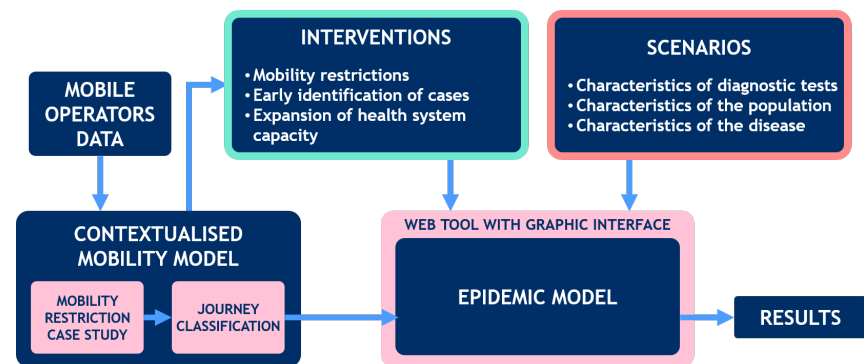 MOBILE
OPERATORS
DATA
INTERVENTIONS
• Mobility restrictions
• Early identification of cases
• Expansion of health system
capacity
SCENARIOS
• Characteristics of diagnostic tests
• Characteristics of the population
• Characteristics of the disease
CONTEXTUALISED
MOBILITY MODEL
MOBILITY
RESTRICTION
CASE STUDY
JOURNEY
CLASSIFICATION
WEB TOOL WITH GRAPHIC INTERFACE
EPIDEMIC MODEL
RESULTS